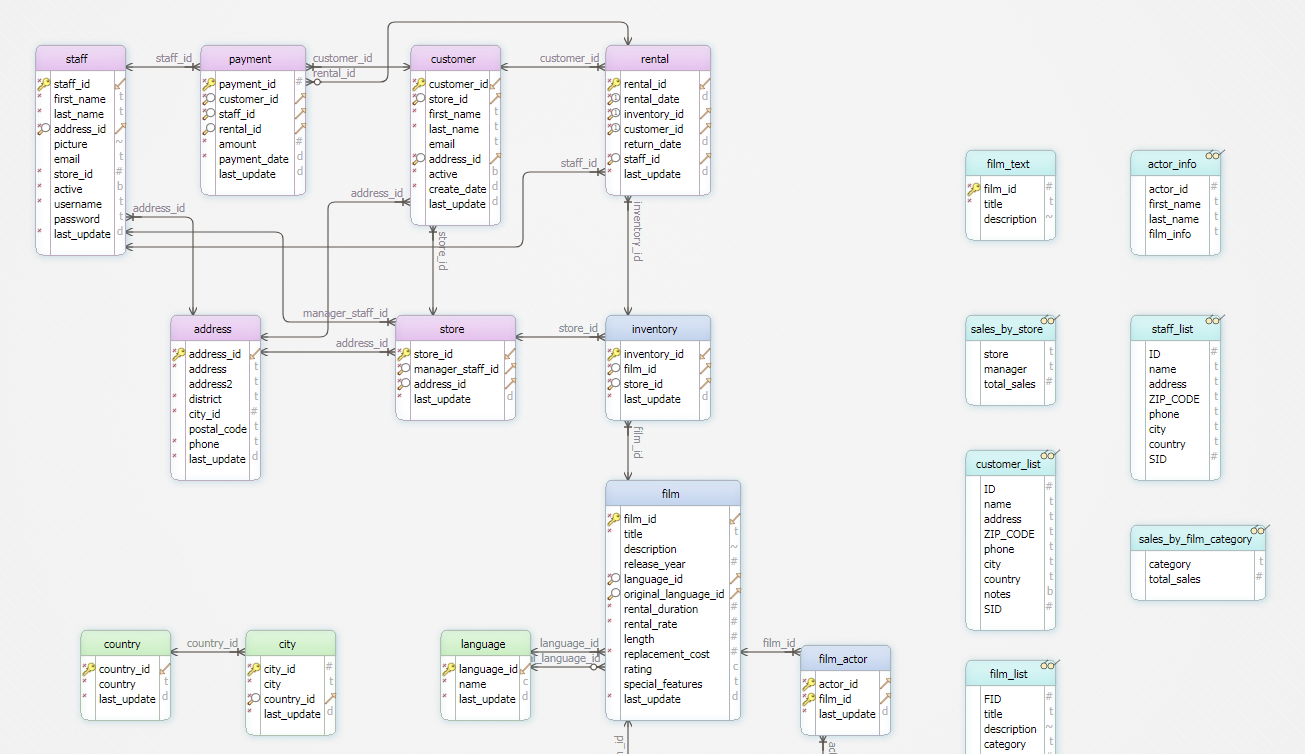 staff
staff_id
first_name
last_name
address_id
picture
email
store_id
active
username
password
last_update
staff_id
payment
payment_id
customer_id
staff_id
rental_id
amount
payment_date
last_update
customer_id
rental_id
customer
customer_id
store_id
first_name
last_name
email
address_id
active
create_date
last_update
customer_id
rental
rental_id
rental_date
inventory_id
customer_id
return_date
staff_id
last_update
staff_id
address_id
address_id
store_id
inventory_id
film_text
film_id
title
description
actor_info
actor_id
first_name
last_name
film_info
manager_staff_id
address_id
store_id
address
address_id
address
address2
district
city_id
postal_code
phone
last_update
store
store_id
manager_staff_id
address_id
last_update
inventory
inventory_id
film_id
store_id
last_update
film_id
sales_by_store
store
manager
total_sales
staff_list
ID
name
address
ZIP_CODE
phone
city
country
SID
customer_list
ID
name
address
ZIP_CODE
phone
city
country
notes
SID
sales_by_film_category
category
total_sales
film
film_id
title
description
release_year
language_id
original_language_id
rental_duration
rental_rate
length
replacement_cost
rating
special_features
last_update
country
country_id
country
last_update
country_id
city
city_id
city
country_id
last_update
language
language_id
name
last_update
language_id
language_id
film_id
film_actor
actor_id
film_id
last_update
film_list
FID
title
description
category